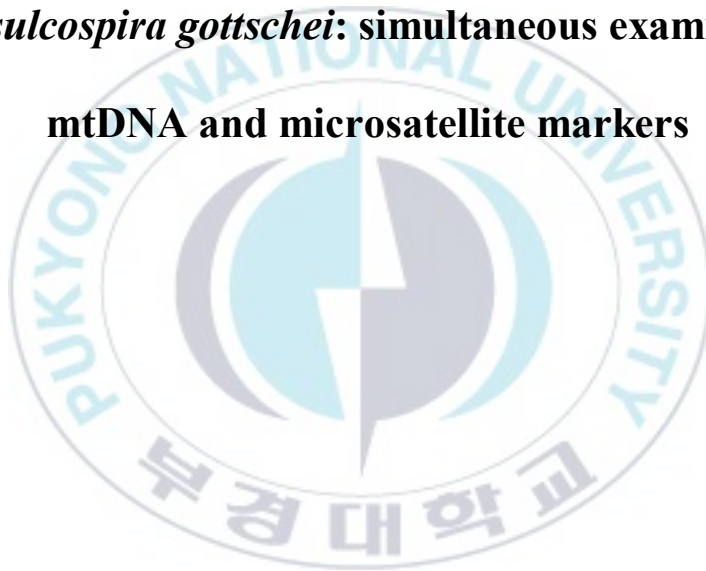 sulcospira gottschei: simultaneous exam
mtDNA and microsatellite markers
PUKYONG NATIONAL UNIVERSITY
부경대학교